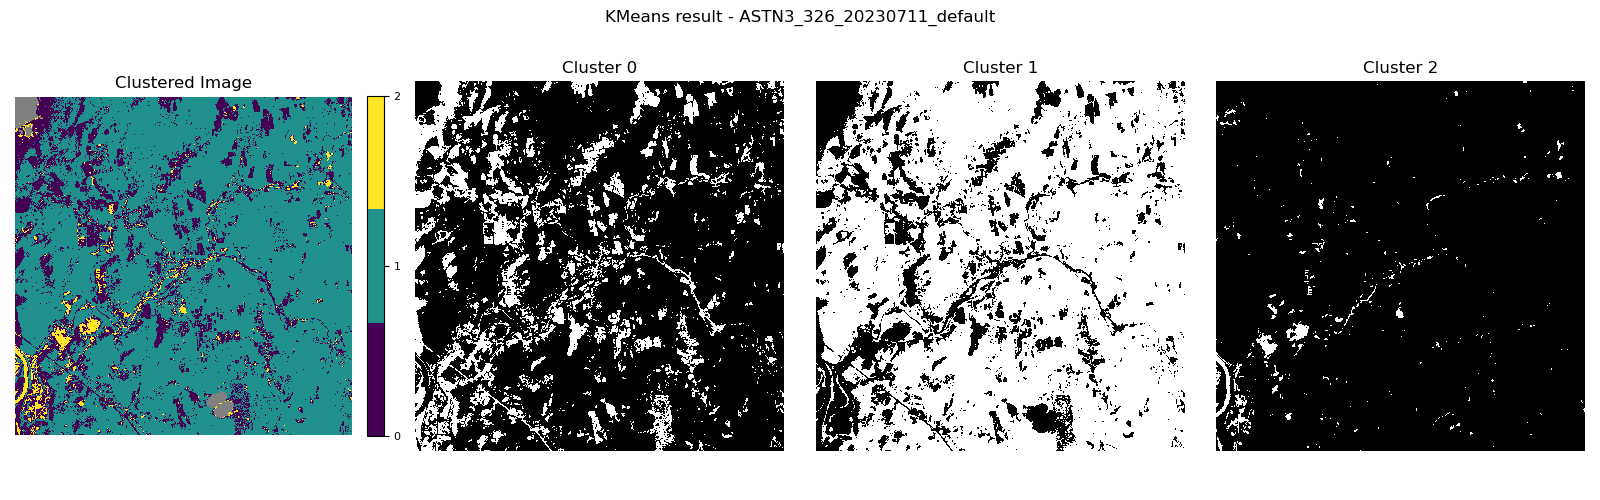 KMeans result - ASTN3_326_20230711_default
Clustered Image
Cluster 0
Cluster 1
Cluster 2
2
1
0